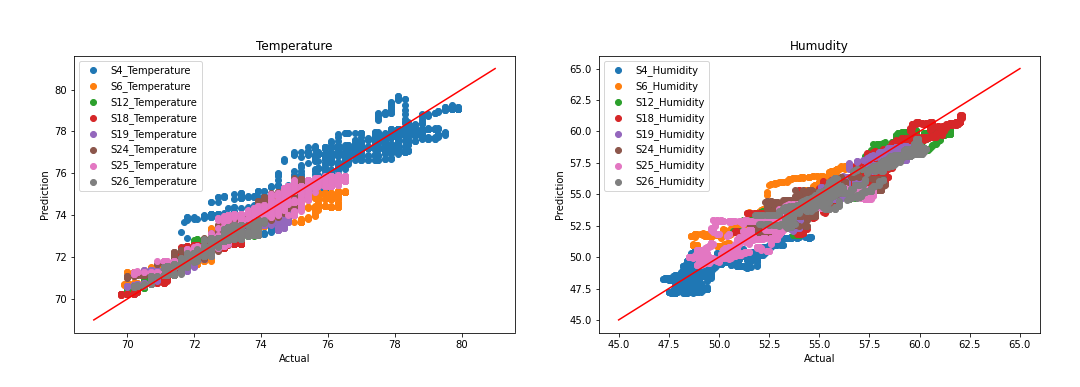 Temperature
S4_Temperature
S6_Temperature
S12_Temperature
S18_Temperature
S19_Temperature
S24_Temperature
S25_Temperature
S26_Temperature
80
78
76
74
72
70
Prediction
70
72
74
76
78
80
Actual
Humudity
S4_Humidity
S6_Humidity
S12_Humidity
S18_Humidity
S19_Humidity
S24_Humidity
S25_Humidity
S26_Humidity
65.0
62.5
60.0
57.5
55.0
52.5
50.0
47.5
45.0
Prediction
45.0
47.5
50.0
52.5
55.0
57.5
60.0
62.5
65.0
Actual